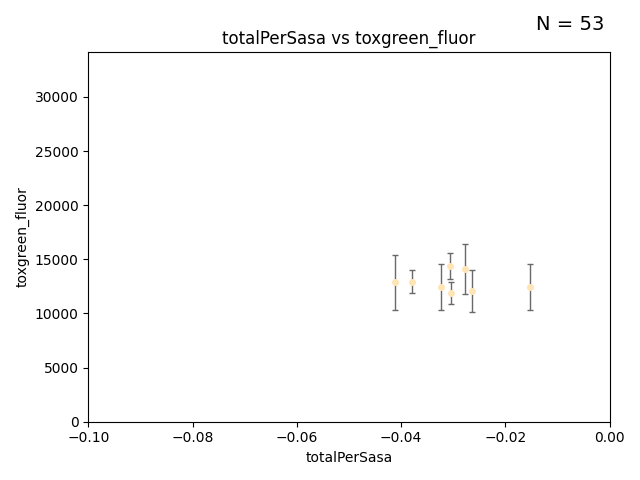 N = 53
totalPerSasa vs toxgreen_fluor
30000
25000
20000
15000
10000
5000
0
toxgreen_fluor
−0.10 −0.08 −0.06 −0.04 −0.02 0.00
totalPerSasa